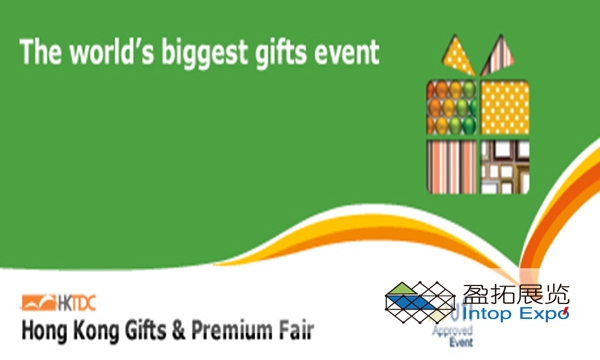 The world's biggest gifts event
HKTDC
Hong Kong Gifts & Premium Fair
盈拓展览
Intop Expo
ufi
Approved
Event